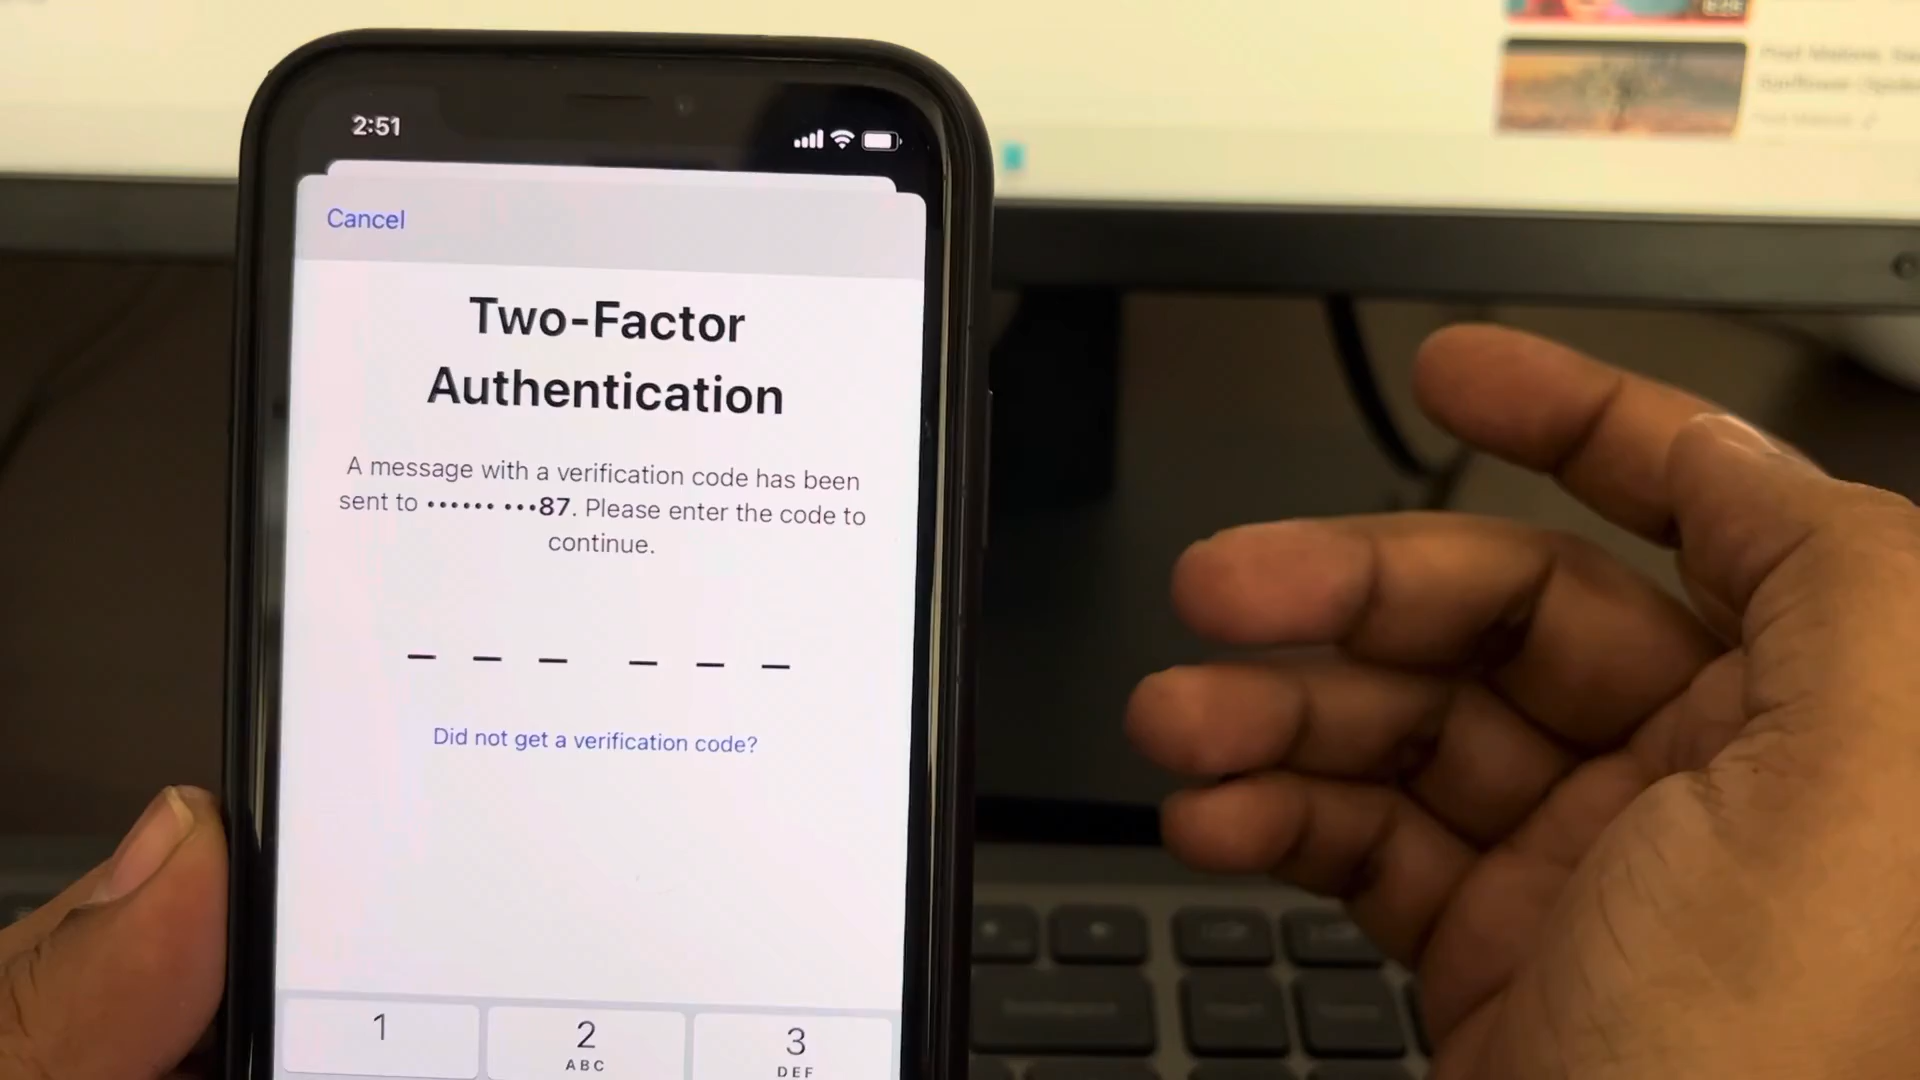 2:51
Cancel
Two-Factor
Authentication
A message with a verification code has been
sent to •••••• •••87. Please enter the code to
continue.
Did not get a verification code?
1
2
ABC
3
DEF